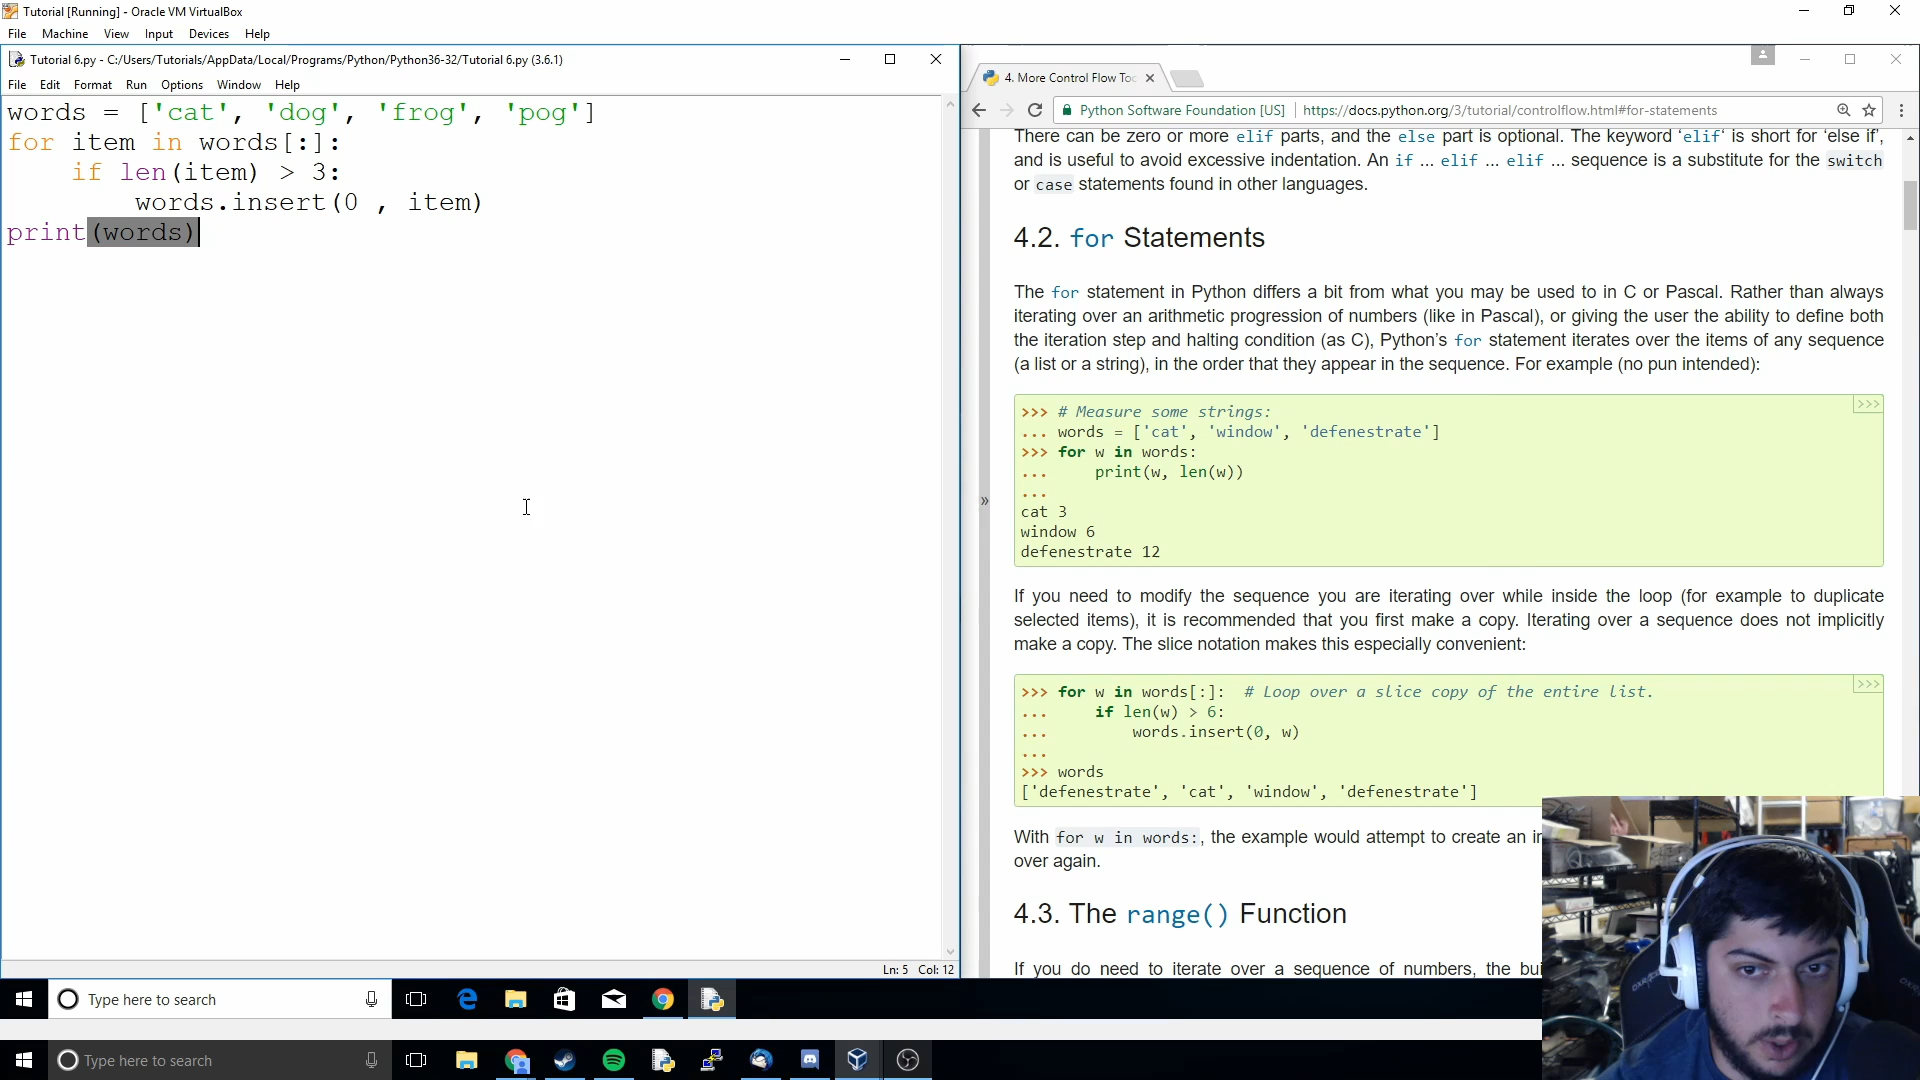 Tutorial [Running] - Oracle VM VirtualBox
File Machine View Input Devices Help
Tutorial 6.py - C:/Users/Tutorials/AppData/Local/Programs/Python/Python36-32/Tutorial 6.py (3.6.1)
File Edit Format Run Options Window Help
words = ['cat', 'dog', 'frog', 'pog']
for item in words[:]:
    if len(item) > 3:
        words.insert(0 , item)
print(words)
Ln: 5 Col: 12
4. More Control Flow Too
Python Software Foundation [US] https://docs.python.org/3/tutorial/controlflow.html#for-statements
There can be zero or more elif parts, and the else part is optional. The keyword ‘elif‘ is short for ‘else if’,
and is useful to avoid excessive indentation. An if ... elif ... elif ... sequence is a substitute for the switch
or case statements found in other languages.
4.2. for Statements
The for statement in Python differs a bit from what you may be used to in C or Pascal. Rather than always
iterating over an arithmetic progression of numbers (like in Pascal), or giving the user the ability to define both
the iteration step and halting condition (as C), Python’s for statement iterates over the items of any sequence
(a list or a string), in the order that they appear in the sequence. For example (no pun intended):
>>>
>>> # Measure some strings:
... words = ['cat', 'window', 'defenestrate']
>>> for w in words:
...     print(w, len(w))
...
cat 3
window 6
defenestrate 12
»
If you need to modify the sequence you are iterating over while inside the loop (for example to duplicate
selected items), it is recommended that you first make a copy. Iterating over a sequence does not implicitly
make a copy. The slice notation makes this especially convenient:
>>>
>>> for w in words[:]:  # Loop over a slice copy of the entire list.
...     if len(w) > 6:
...         words.insert(0, w)
...
>>> words
['defenestrate', 'cat', 'window', 'defenestrate']
With for w in words:, the example would attempt to create an in
over again.
4.3. The range() Function
If you do need to iterate over a sequence of numbers, the bui
Type here to search
Type here to search